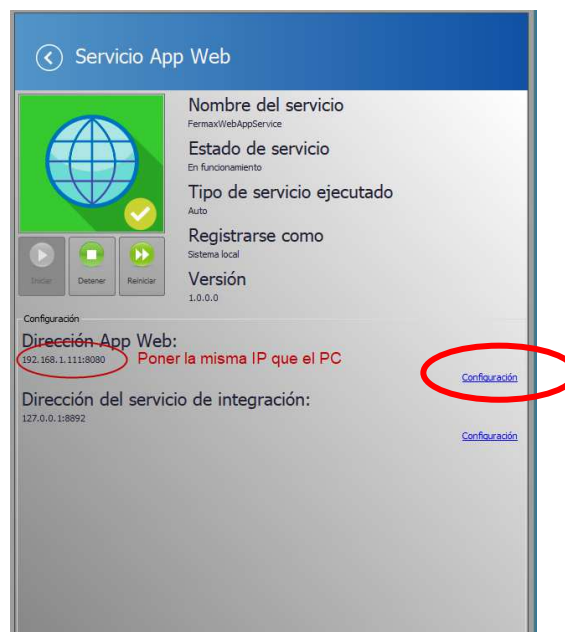 Servicio App Web
Nombre del servicio
FermaxWebAppService
Estado de servicio
En funcionamiento
Tipo de servicio ejecutado
Auto
Registrarse como
Sistema local
Versión
1.0.0.0
Iniciar Detener Reiniciar
Configuración
Dirección App Web:
192.168.1.111:8080 Poner la misma IP que el PC
Configuración
Dirección del servicio de integración:
127.0.0.1:8892
Configuración